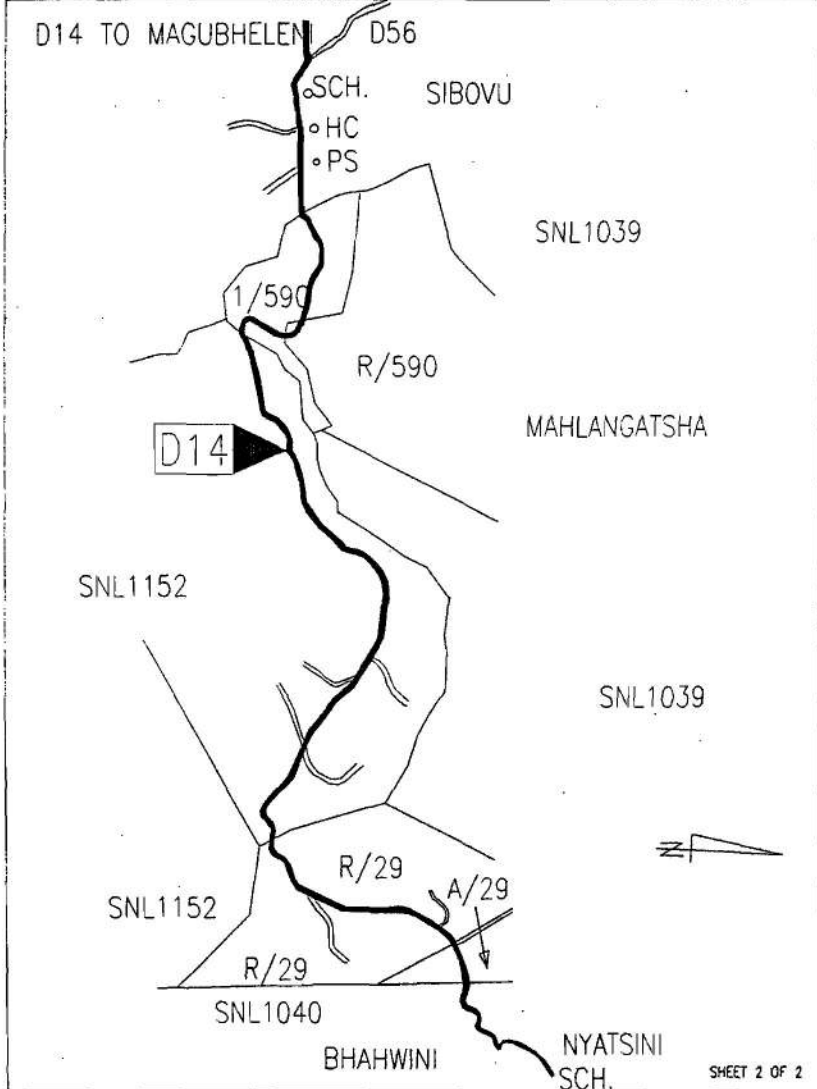 D14 TO MAGUBHELENI D56
SCH.
SIBOVU
HC
PS
SNL1039
1/590
R/590
MAHLANGATSHA
D14
SNL1152
SNL1039
N
R/29
A/29
SNL1152
R/29
SNL1040
BHAHWINI
NYATSINI
SCH.
SHEET 2 OF 2